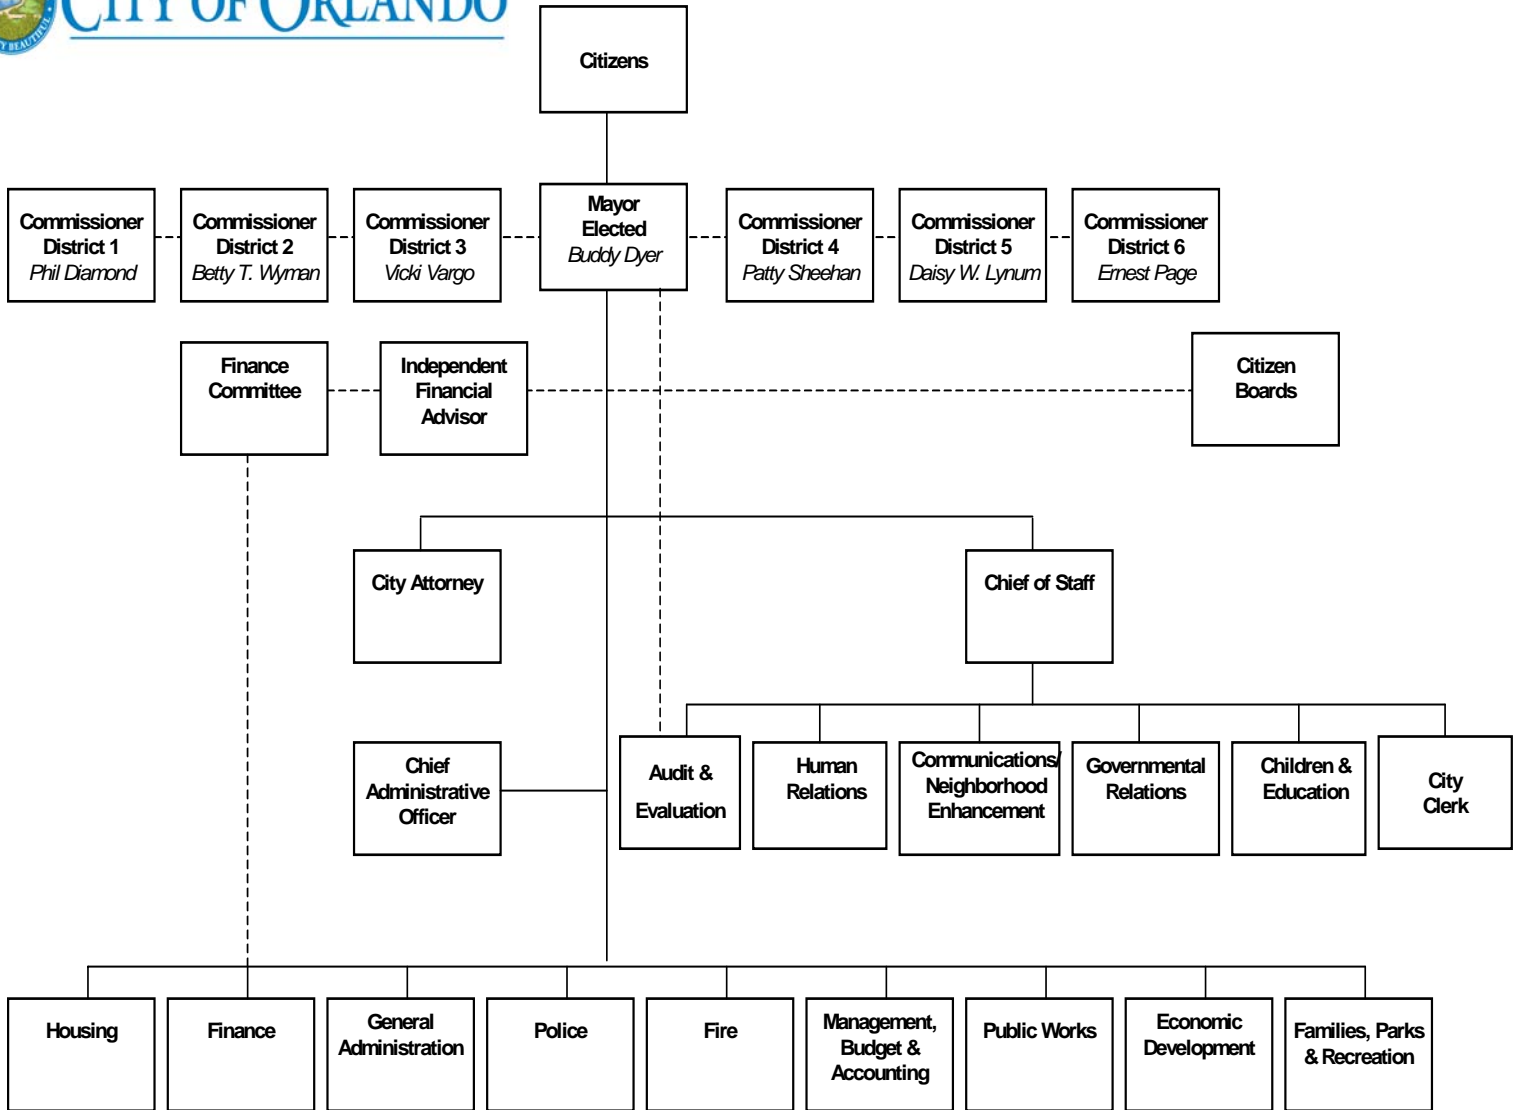 CITY OF ORLANDO
Citizens
Commissioner
District 1
Phil Diamond
Commissioner
District 2
Betty T. Wyman
Commissioner
District 3
Vicki Vargo
Mayor
Elected
Buddy Dyer
Commissioner
District 4
Patty Sheehan
Commissioner
District 5
Daisy W. Lynum
Commissioner
District 6
Ernest Page
Finance
Committee
Independent
Financial
Advisor
Citizen
Boards
City Attorney
Chief of Staff
Chief
Administrative
Officer
Audit &
Evaluation
Human
Relations
Communications/
Neighborhood
Enhancement
Governmental
Relations
Children &
Education
City
Clerk
Housing
Finance
General
Administration
Police
Fire
Management,
Budget &
Accounting
Public Works
Economic
Development
Families, Parks
& Recreation